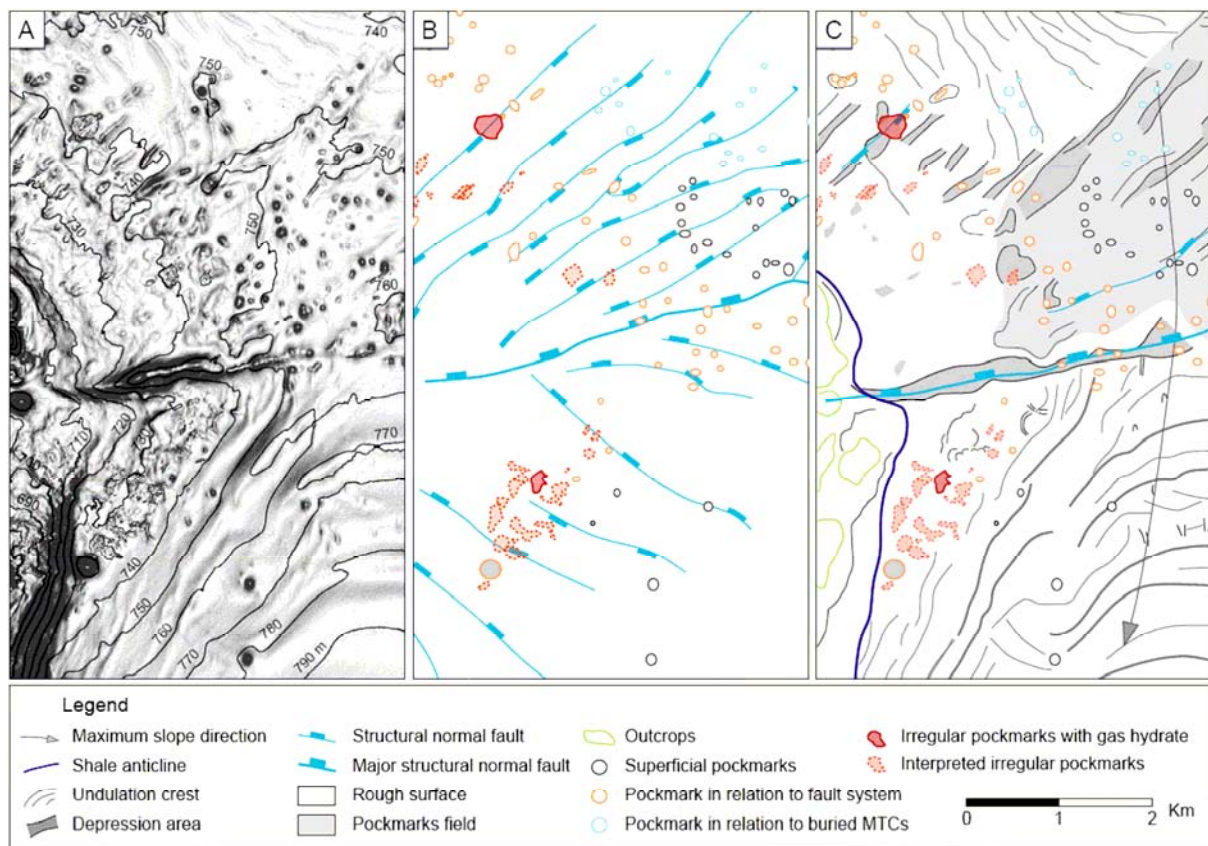 A
B
C
750
740
750
750
740
750
730
760
720
710
770
740
750
760
770
780
790 m
Legend
Maximum slope direction
Shale anticline
Undulation crest
Depression area
Structural normal fault
Major structural normal fault
Rough surface
Pockmarks field
Outcrops
Superficial pockmarks
Pockmark in relation to fault system
Pockmark in relation to buried MTCs
Irregular pockmarks with gas hydrate
Interpreted irregular pockmarks
Km
0
1
2